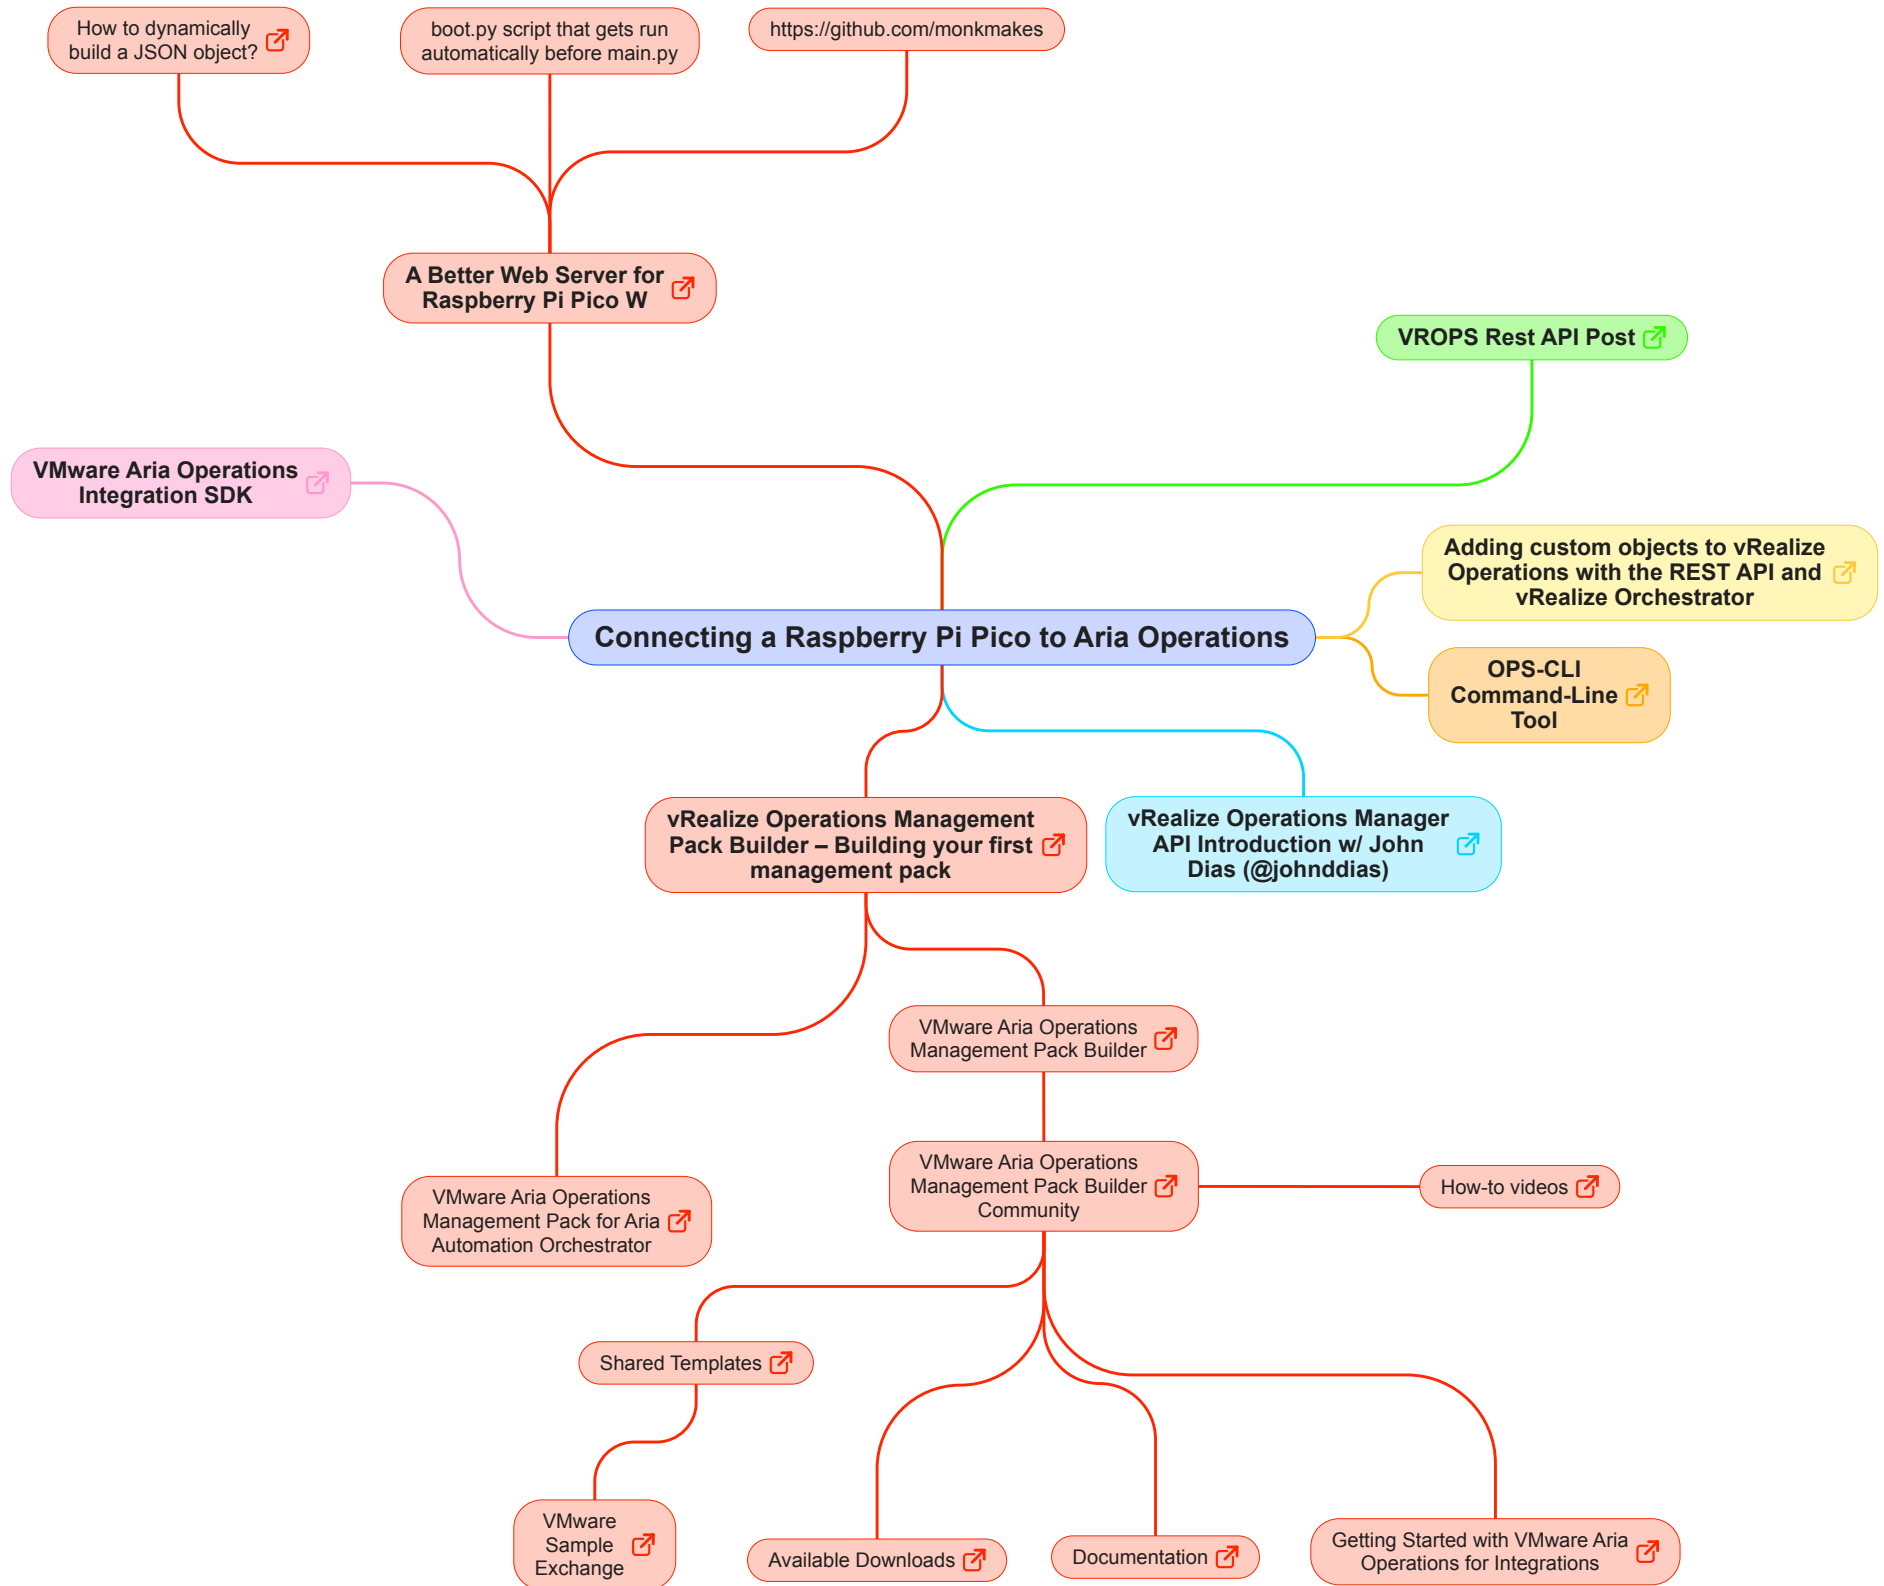 How to dynamically
build a JSON object?
boot.py script that gets run
automatically before main.py
https://github.com/monkmakes
A Better Web Server for
Raspberry Pi Pico W
VROPS Rest API Post
VMware Aria Operations
Integration SDK
Adding custom objects to vRealize
Operations with the REST API and
vRealize Orchestrator
Connecting a Raspberry Pi Pico to Aria Operations
OPS-CLI
Command-Line
Tool
vRealize Operations Management
Pack Builder – Building your first
management pack
vRealize Operations Manager
API Introduction w/ John
Dias (@johnddias)
VMware Aria Operations
Management Pack Builder
VMware Aria Operations
Management Pack Builder
Community
How-to videos
VMware Aria Operations
Management Pack for Aria
Automation Orchestrator
Shared Templates
VMware
Sample
Exchange
Available Downloads
Documentation
Getting Started with VMware Aria
Operations for Integrations